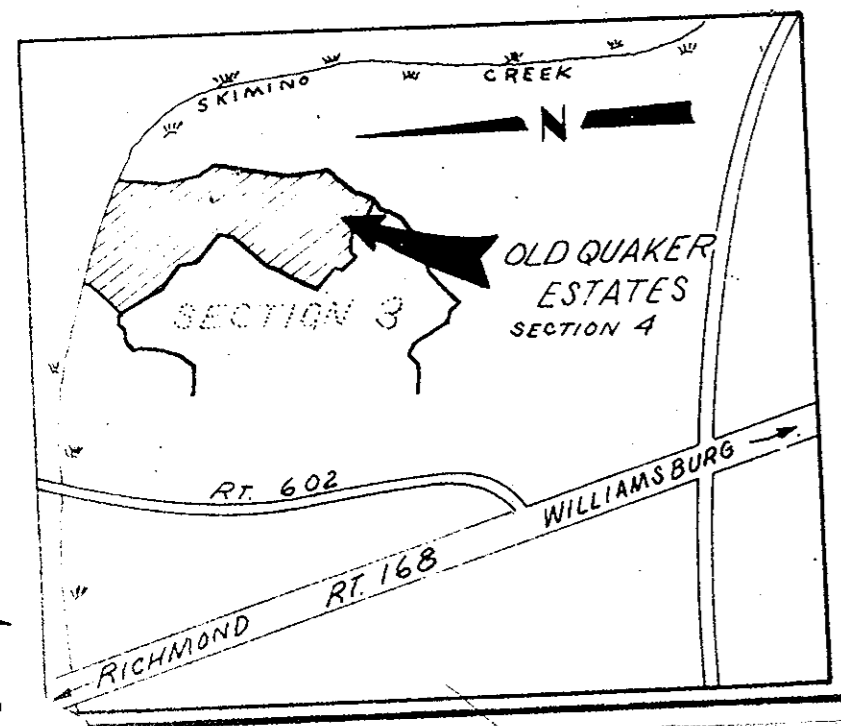 SKIMINO CREEK
N
OLD QUAKER
ESTATES
SECTION 4
SECTION 3
RT. 602
WILLIAMSBURG
RT. 168
RICHMOND